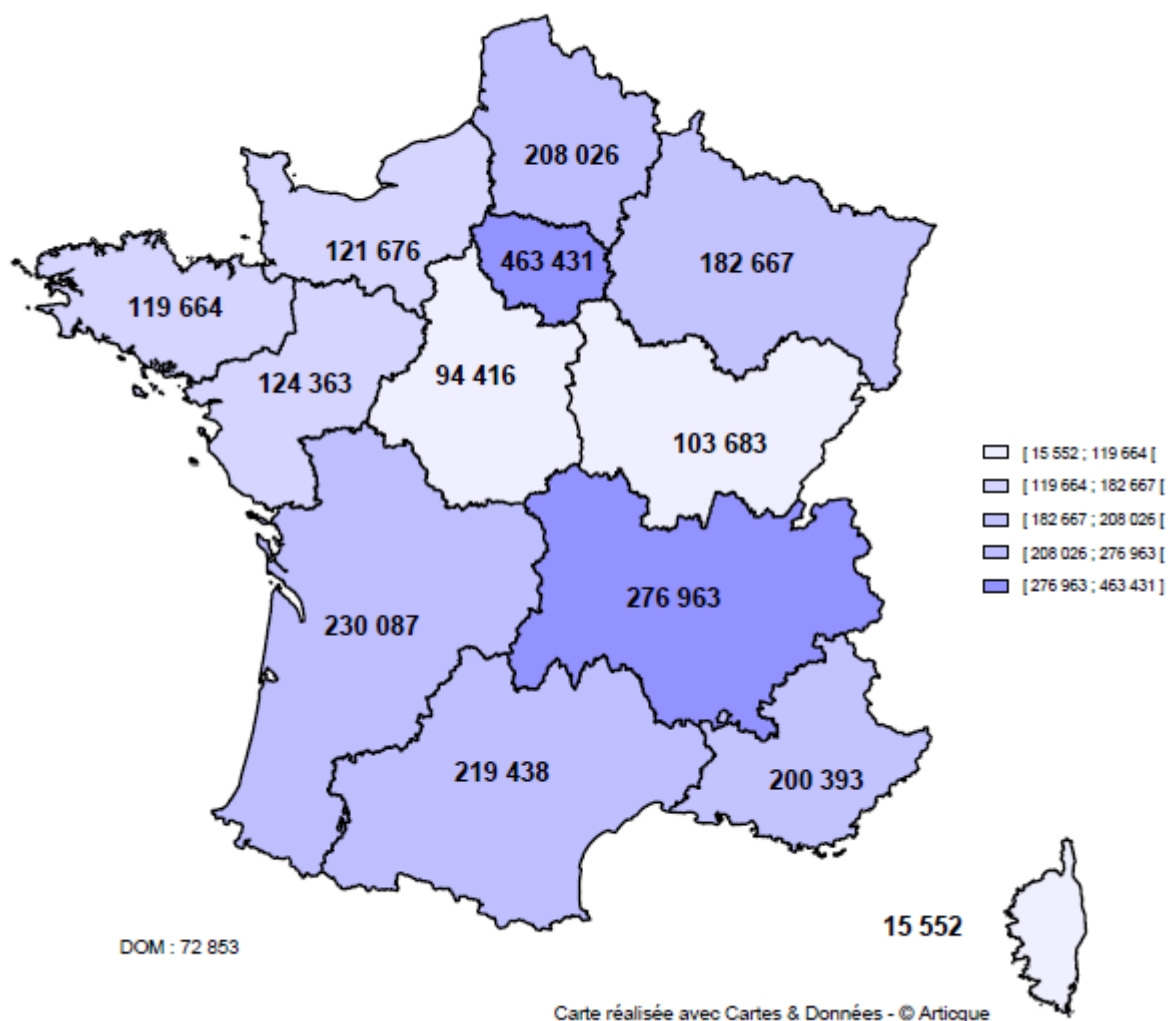 208 026
121 676
463 431
182 667
119 664
124 363
94 416
103 683
[ 15 552 ; 119 664 [
[ 119 664 ; 182 667 [
[ 182 667 ; 208 026 [
[ 208 026 ; 276 963 [
[ 276 963 ; 463 431 ]
276 963
230 087
219 438
200 393
15 552
DOM : 72 853
Carte réalisée avec Cartes & Données - © Articque